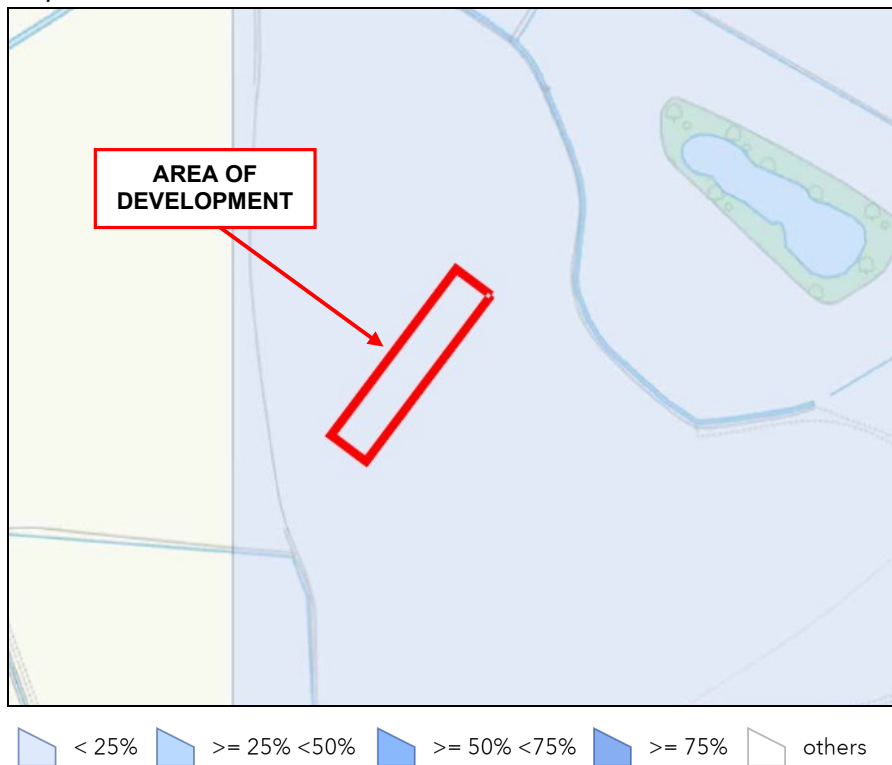 AREA OF
DEVELOPMENT
< 25% >= 25% <50% >= 50% <75% >= 75% others